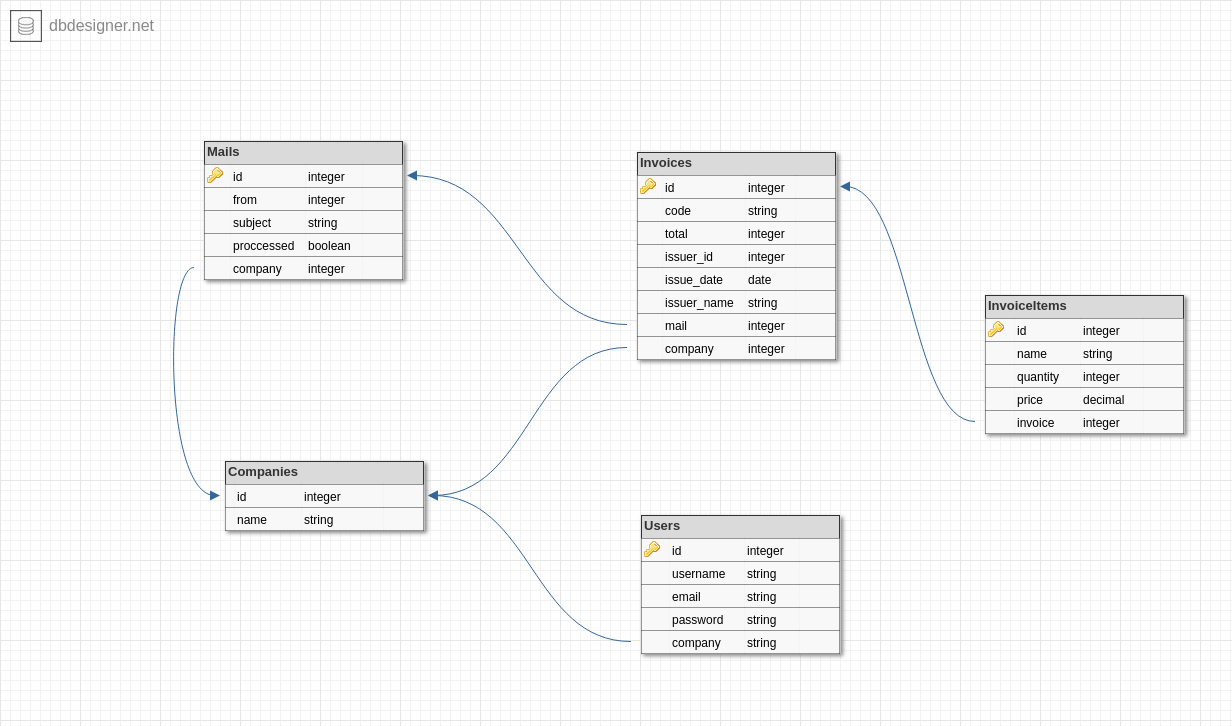 dbdesigner.net
Mails
id integer
from integer
subject string
proccessed boolean
company integer
Invoices
id integer
code string
total integer
issuer_id integer
issue_date date
issuer_name string
mail integer
company integer
InvoiceItems
id integer
name string
quantity integer
price decimal
invoice integer
Companies
id integer
name string
Users
id integer
username string
email string
password string
company string